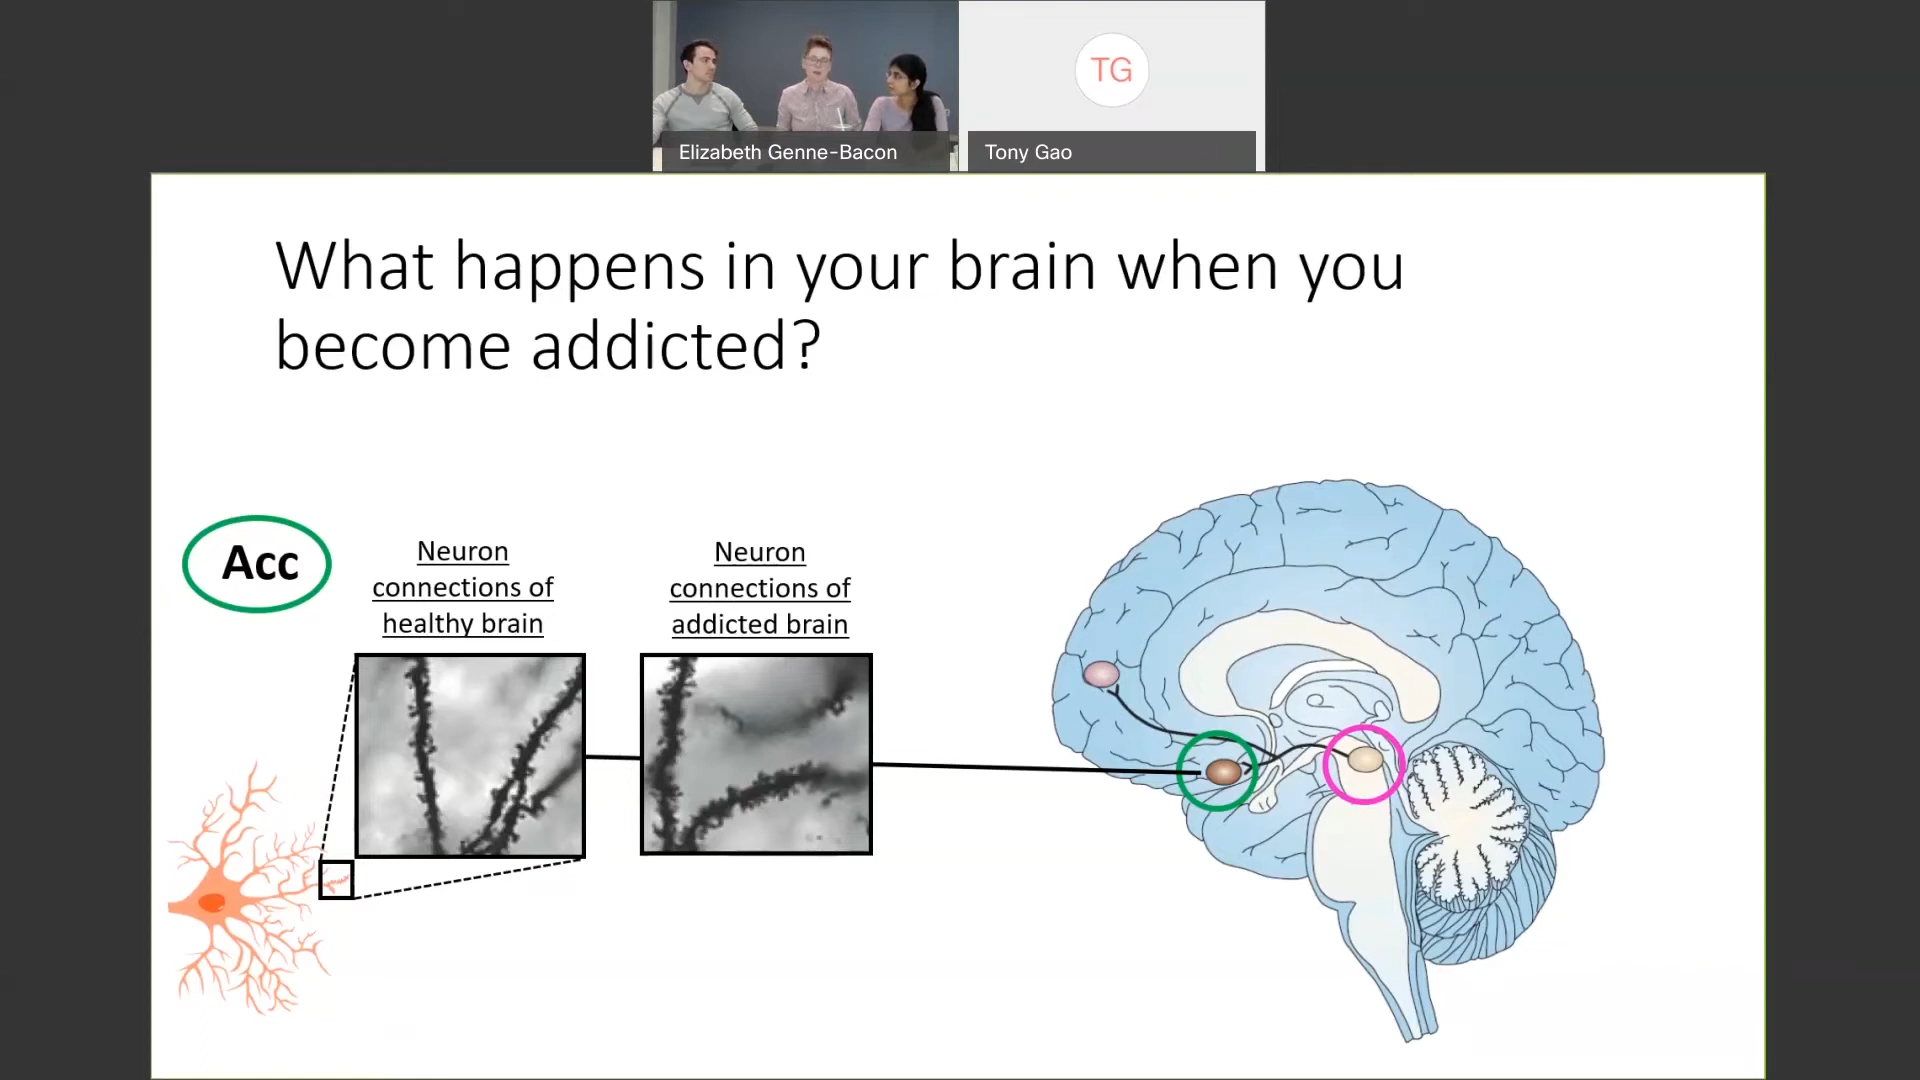 TG
Elizabeth Genne-Bacon
Tony Gao
What happens in your brain when you
become addicted?
Acc
Neuron
connections of
healthy brain
Neuron
connections of
addicted brain